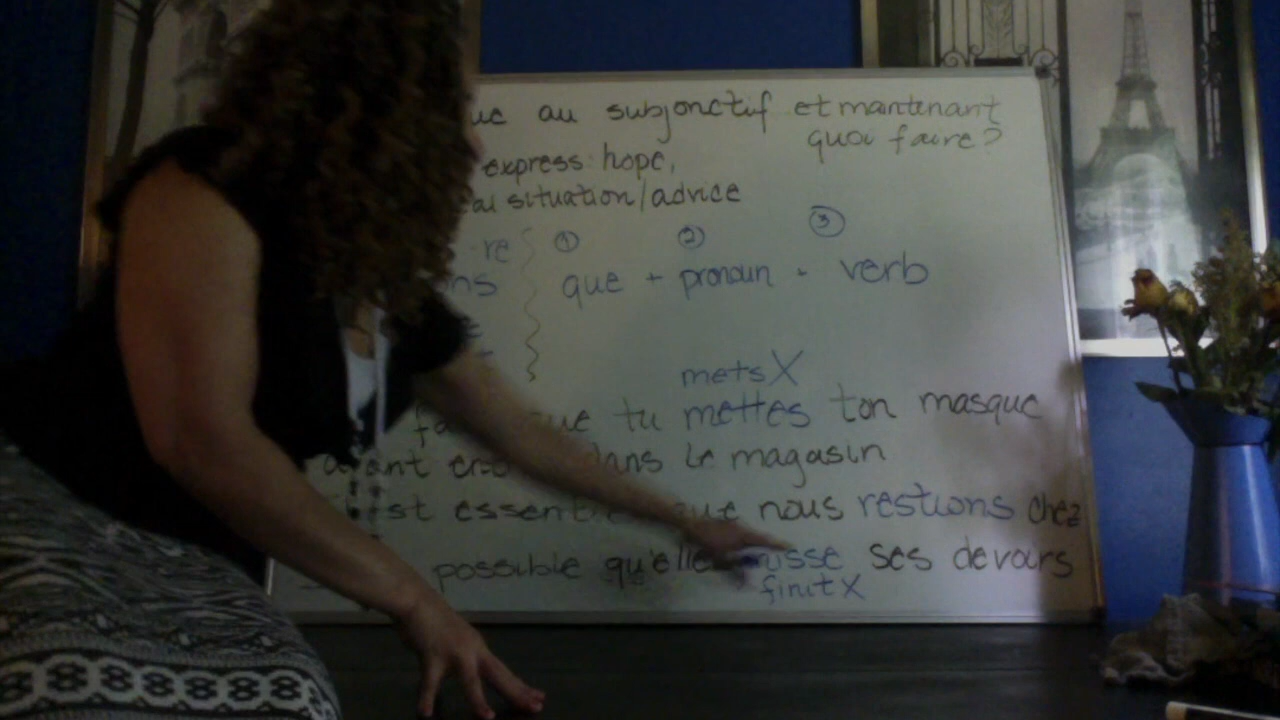 au subjonctif et maintenant
quoi faire?
express: hope,
situation/advice
re ① ② ③
que + pronoun + verb
mets X
que tu mettes ton masque
dans le magasin
est nous restions chez
possible qu'elle ses devoirs
finit X